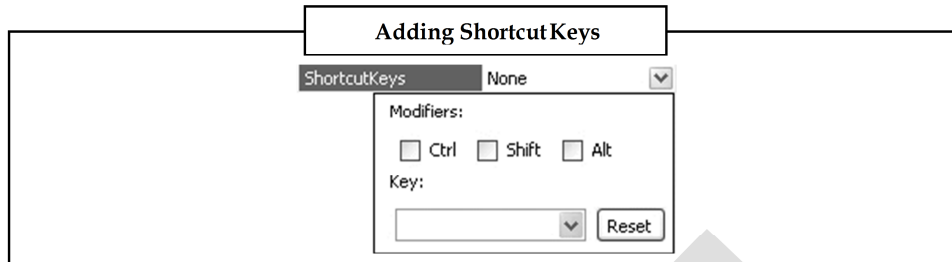 Adding Shortcut Keys
ShortcutKeys None
Modifiers:
Ctrl Shift Alt
Key:
Reset